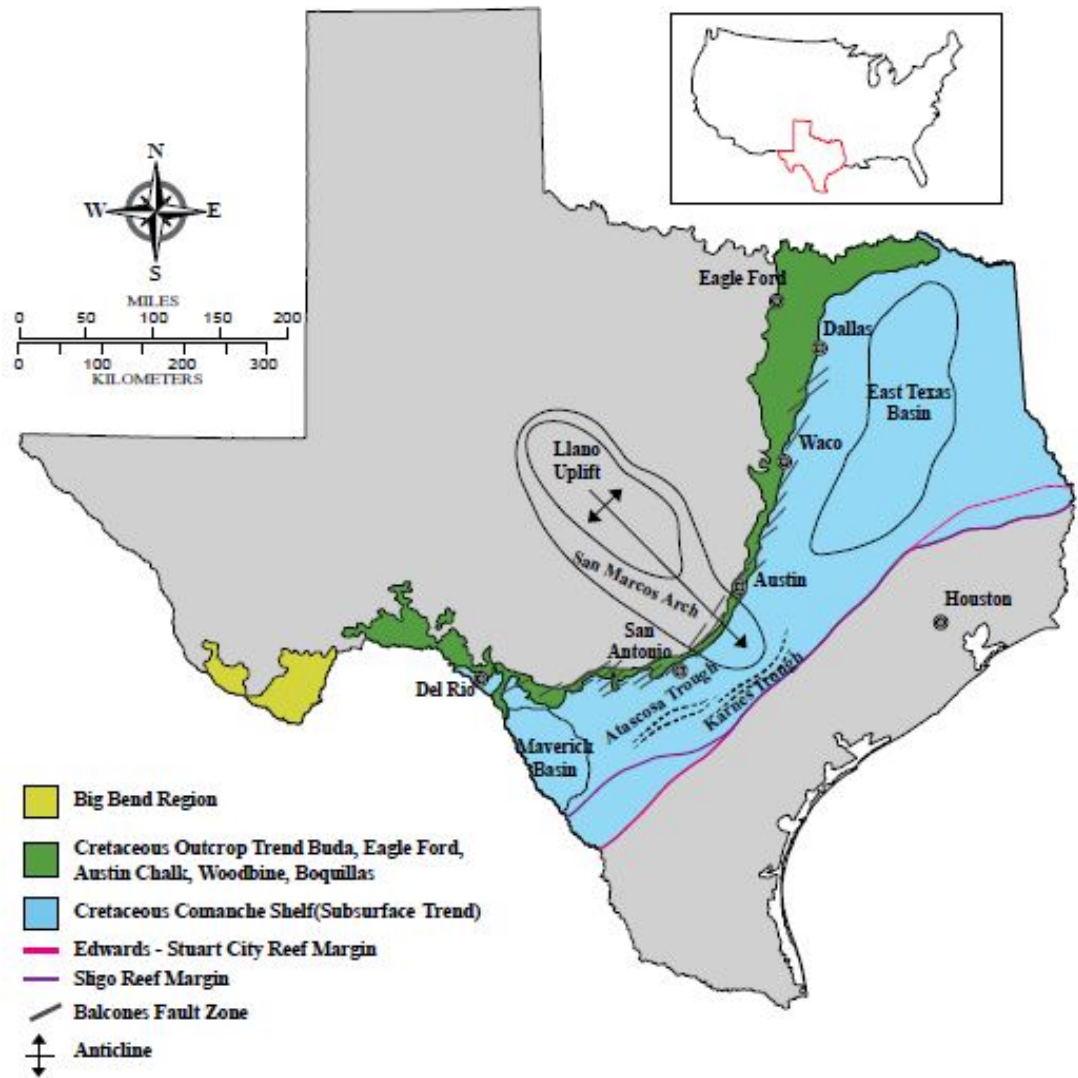 N
W E
S
MILES
0 50 100 150 200
0 100 200 300
KILOMETERS
Eagle Ford
Dallas
East Texas
Basin
Waco
Llano
Uplift
San Marcos Arch
Austin
Houston
San
Antonio
Del Rio
Atascosa Trough
Karnes Trough
Maverick
Basin
Big Bend Region
Cretaceous Outcrop Trend Buda, Eagle Ford,
Austin Chalk, Woodbine, Boquillas
Cretaceous Comanche Shelf(Subsurface Trend)
Edwards - Stuart City Reef Margin
Sligo Reef Margin
Balcones Fault Zone
Anticline